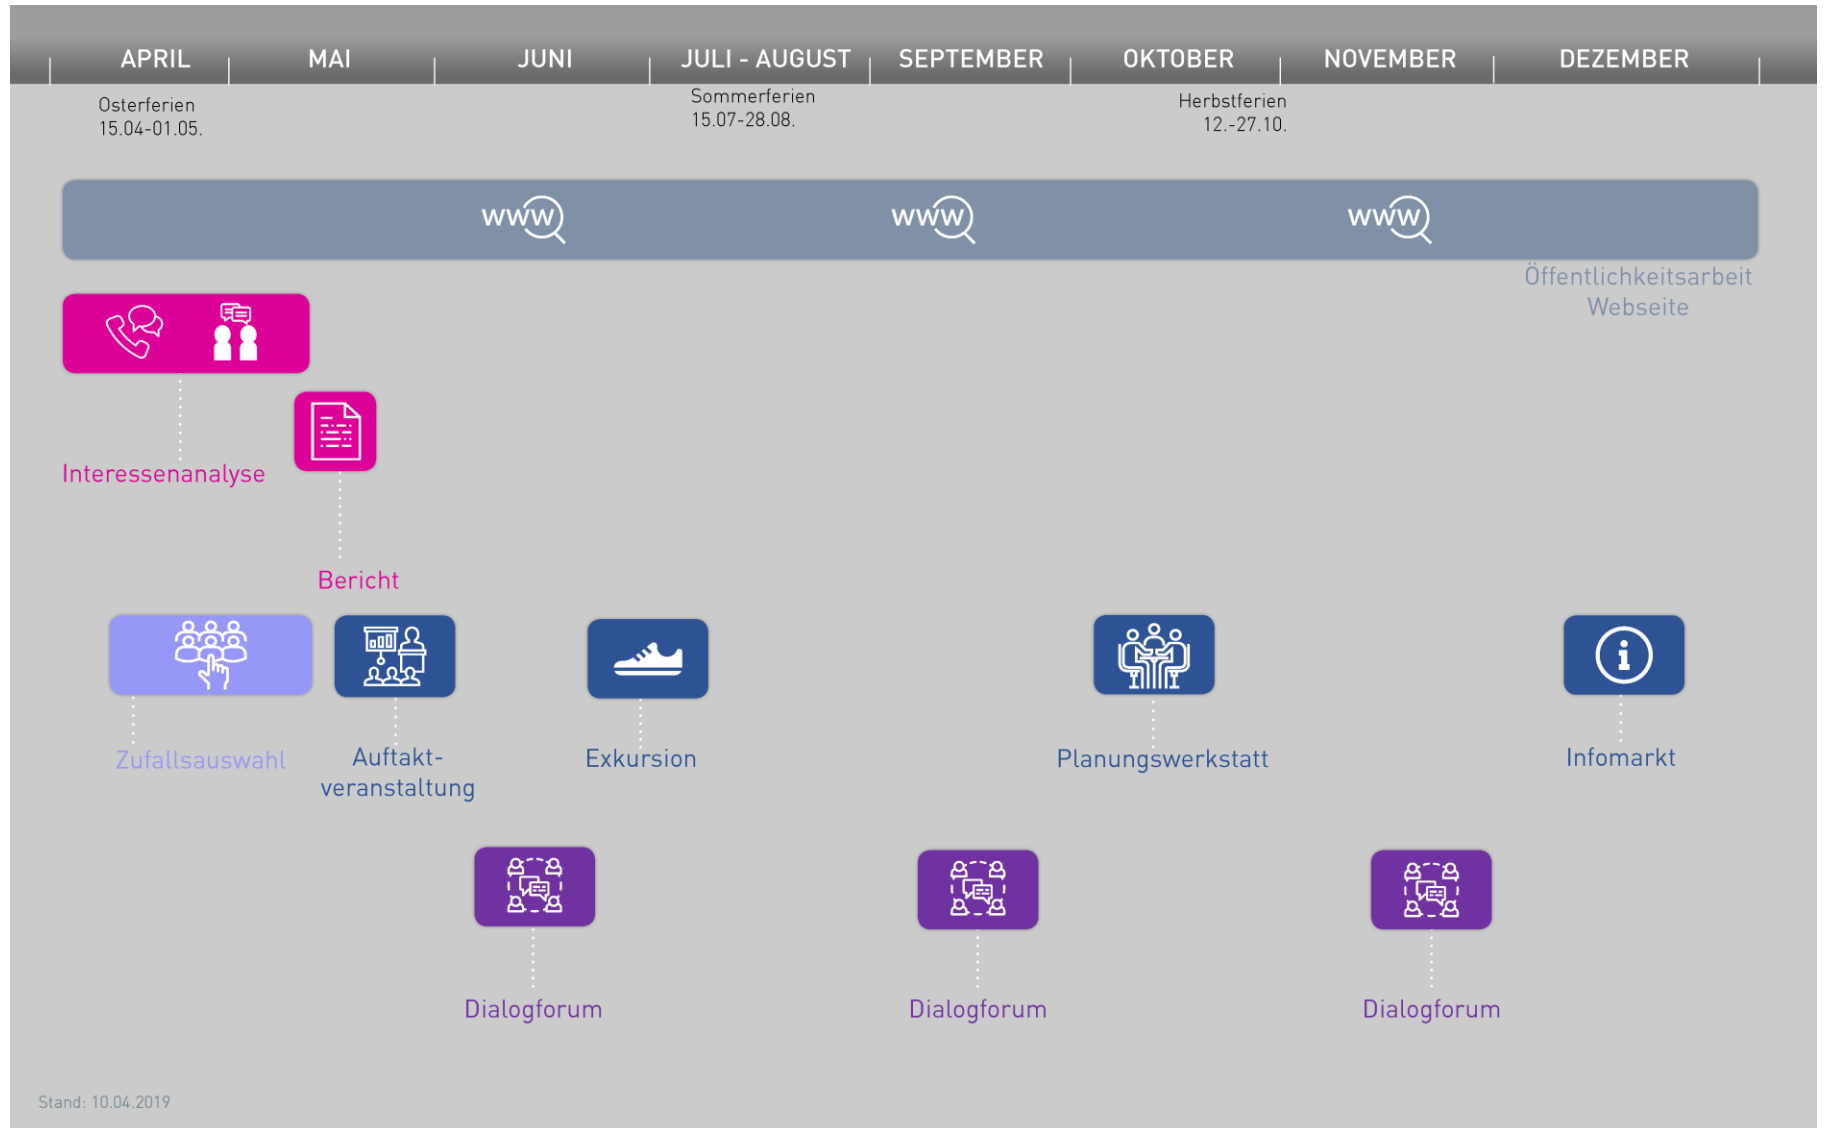 APRIL MAI JUNI JULI - AUGUST SEPTEMBER OKTOBER NOVEMBER DEZEMBER
Osterferien
15.04-01.05.
Sommerferien
15.07-28.08.
Herbstferien
12.-27.10.
www www www
Öffentlichkeitsarbeit
Webseite
Interessenanalyse
Bericht
Zufallsauswahl
Auftakt-
veranstaltung
Exkursion
Planungswerkstatt
Infomarkt
Dialogforum Dialogforum Dialogforum
Stand: 10.04.2019